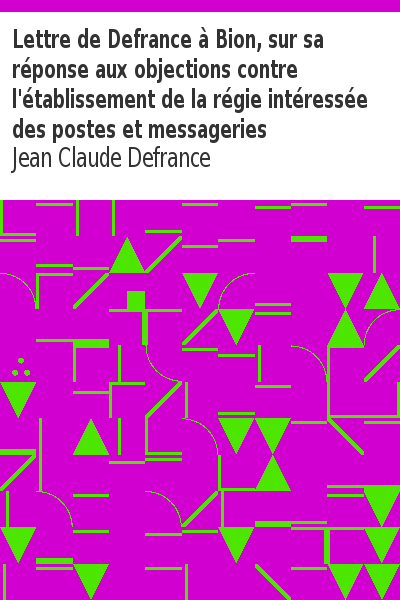 Lettre de Defrance à Bion, sur sa
réponse aux objections contre
l'établissement de la régie intéressée
des postes et messageries
Jean Claude Defrance